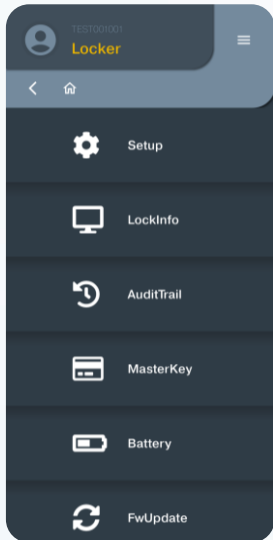 TEST001001
Locker
Setup
LockInfo
AuditTrail
MasterKey
Battery
FwUpdate